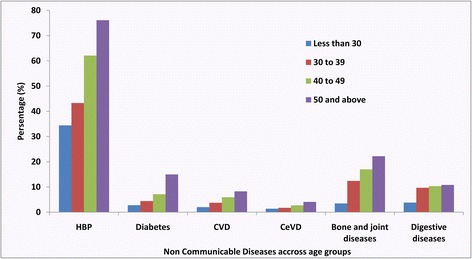 80
70
60
50
40
30
20
10
0
Persentage (%)
Less than 30
30 to 39
40 to 49
50 and above
HBP
Diabetes
CVD
CeVD
Bone and joint
diseases
Digestive
diseases
Non Communicable Diseases accross age groups